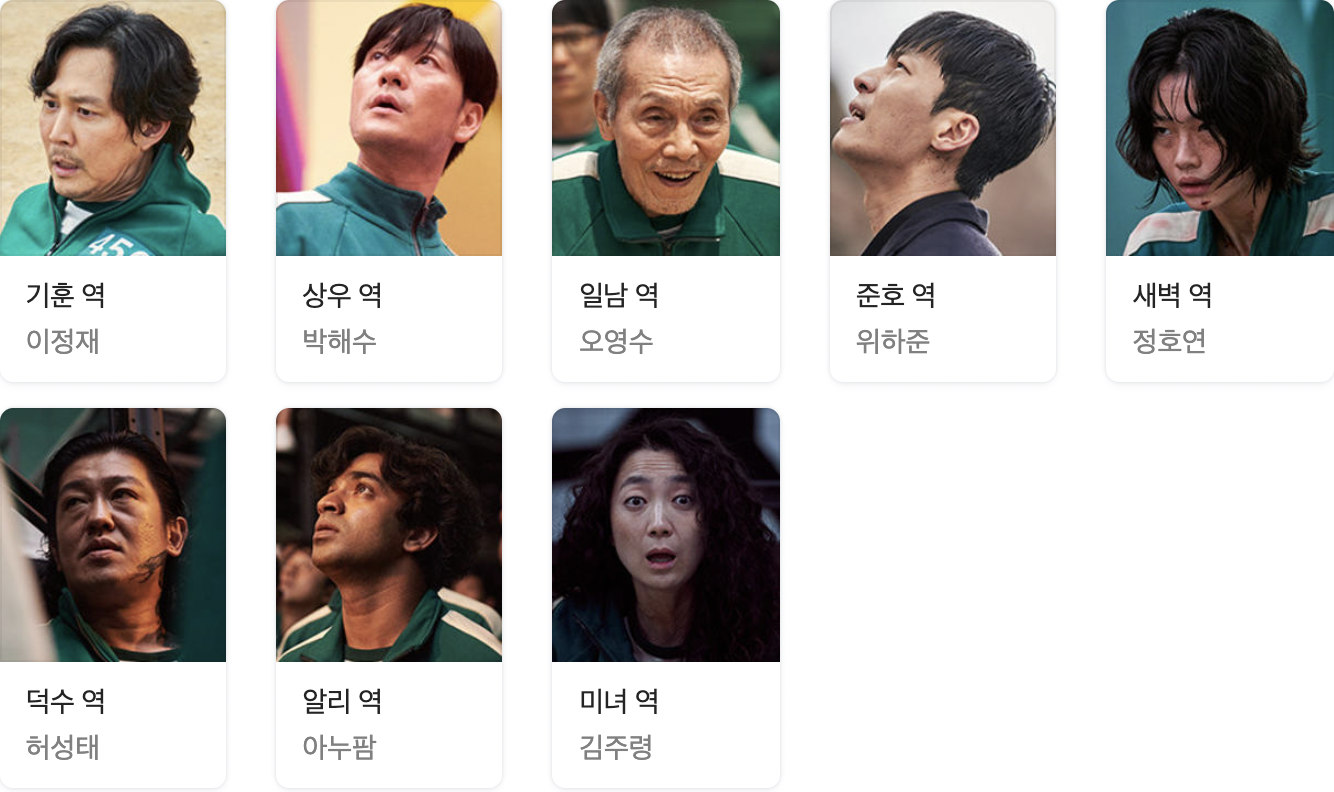 456
기훈 역
이정재
상우 역
박해수
일남 역
오영수
준호 역
위하준
새벽 역
정호연
덕수 역
허성태
알리 역
아누팜
미녀 역
김주령